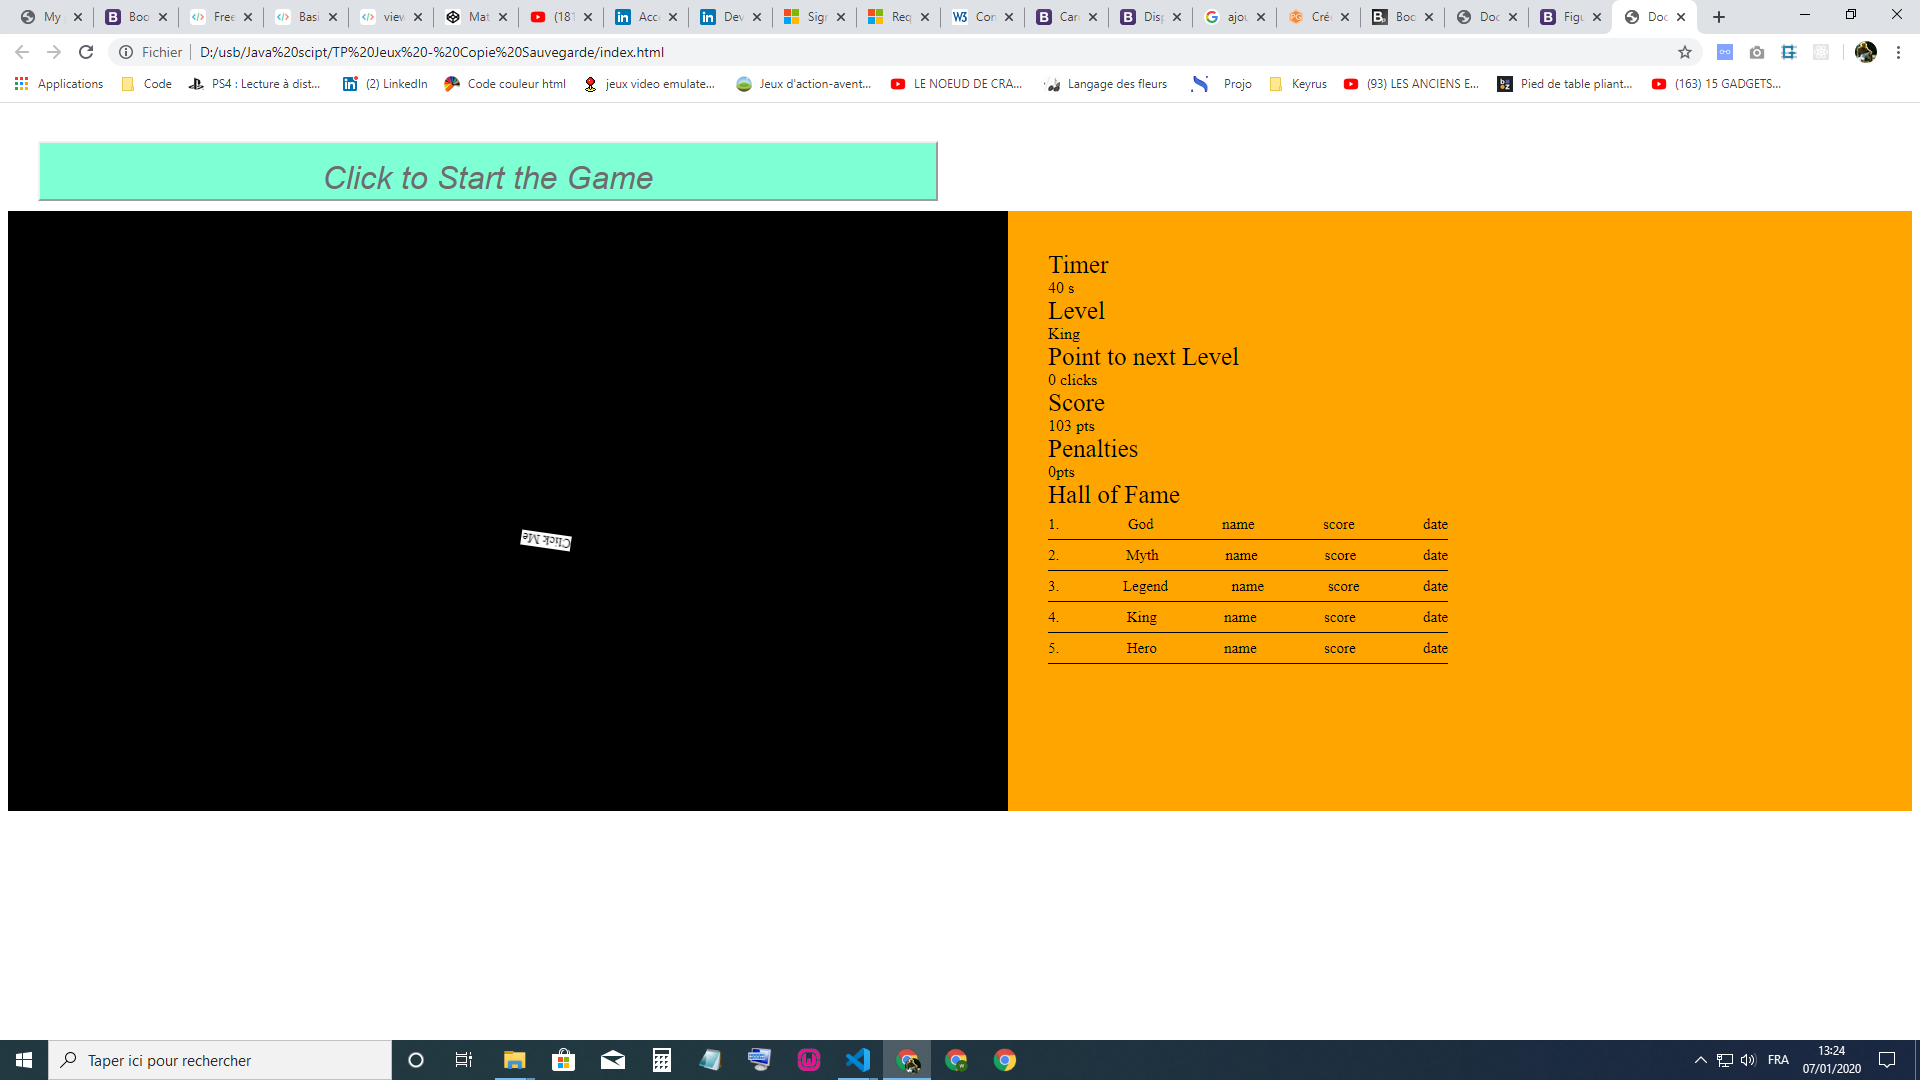 My
Boo
Free
Basi
view
Mat
(181
Acce
Dev
Sign
Req
Con
Card
Disp
ajou
Crée
Boo
Doc
Figu
Doc
Fichier
D:/usb/Java%20scipt/TP%20Jeux%20-%20Copie%20Sauvegarde/index.html
Applications
Code
PS4 : Lecture à dist...
(2) LinkedIn
Code couleur html
jeux video emulate...
Jeux d'action-avent...
LE NOEUD DE CRA...
Langage des fleurs
Projo
Keyrus
(93) LES ANCIENS E...
Pied de table pliant...
(163) 15 GADGETS...
Click to Start the Game
Click Me
Timer
40 s
Level
King
Point to next Level
0 clicks
Score
103 pts
Penalties
0pts
Hall of Fame
1. God name score date
2. Myth name score date
3. Legend name score date
4. King name score date
5. Hero name score date
Taper ici pour rechercher
FRA
13:24
07/01/2020